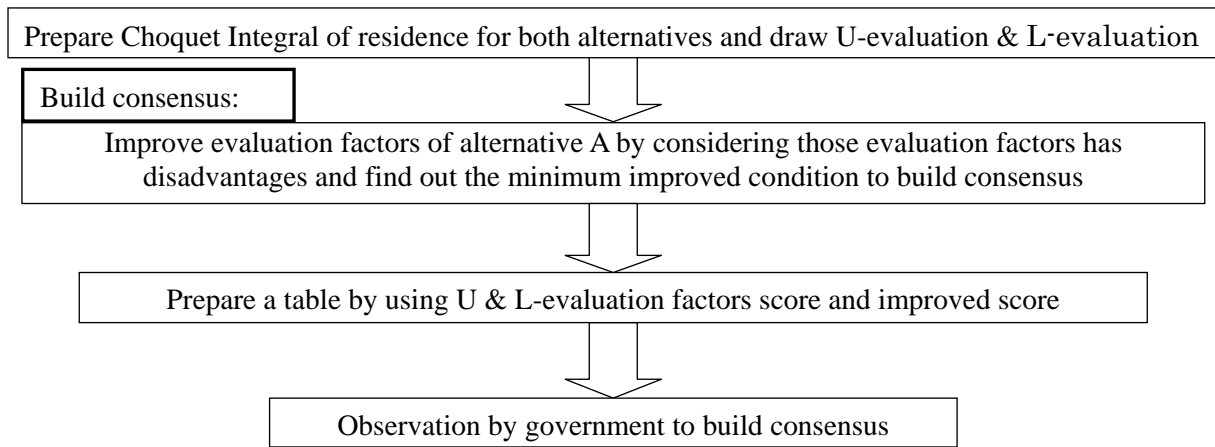 Prepare Choquet Integral of residence for both alternatives and draw U-evaluation & L-evaluation
Build consensus:
Improve evaluation factors of alternative A by considering those evaluation factors has
disadvantages and find out the minimum improved condition to build consensus
Prepare a table by using U & L-evaluation factors score and improved score
Observation by government to build consensus